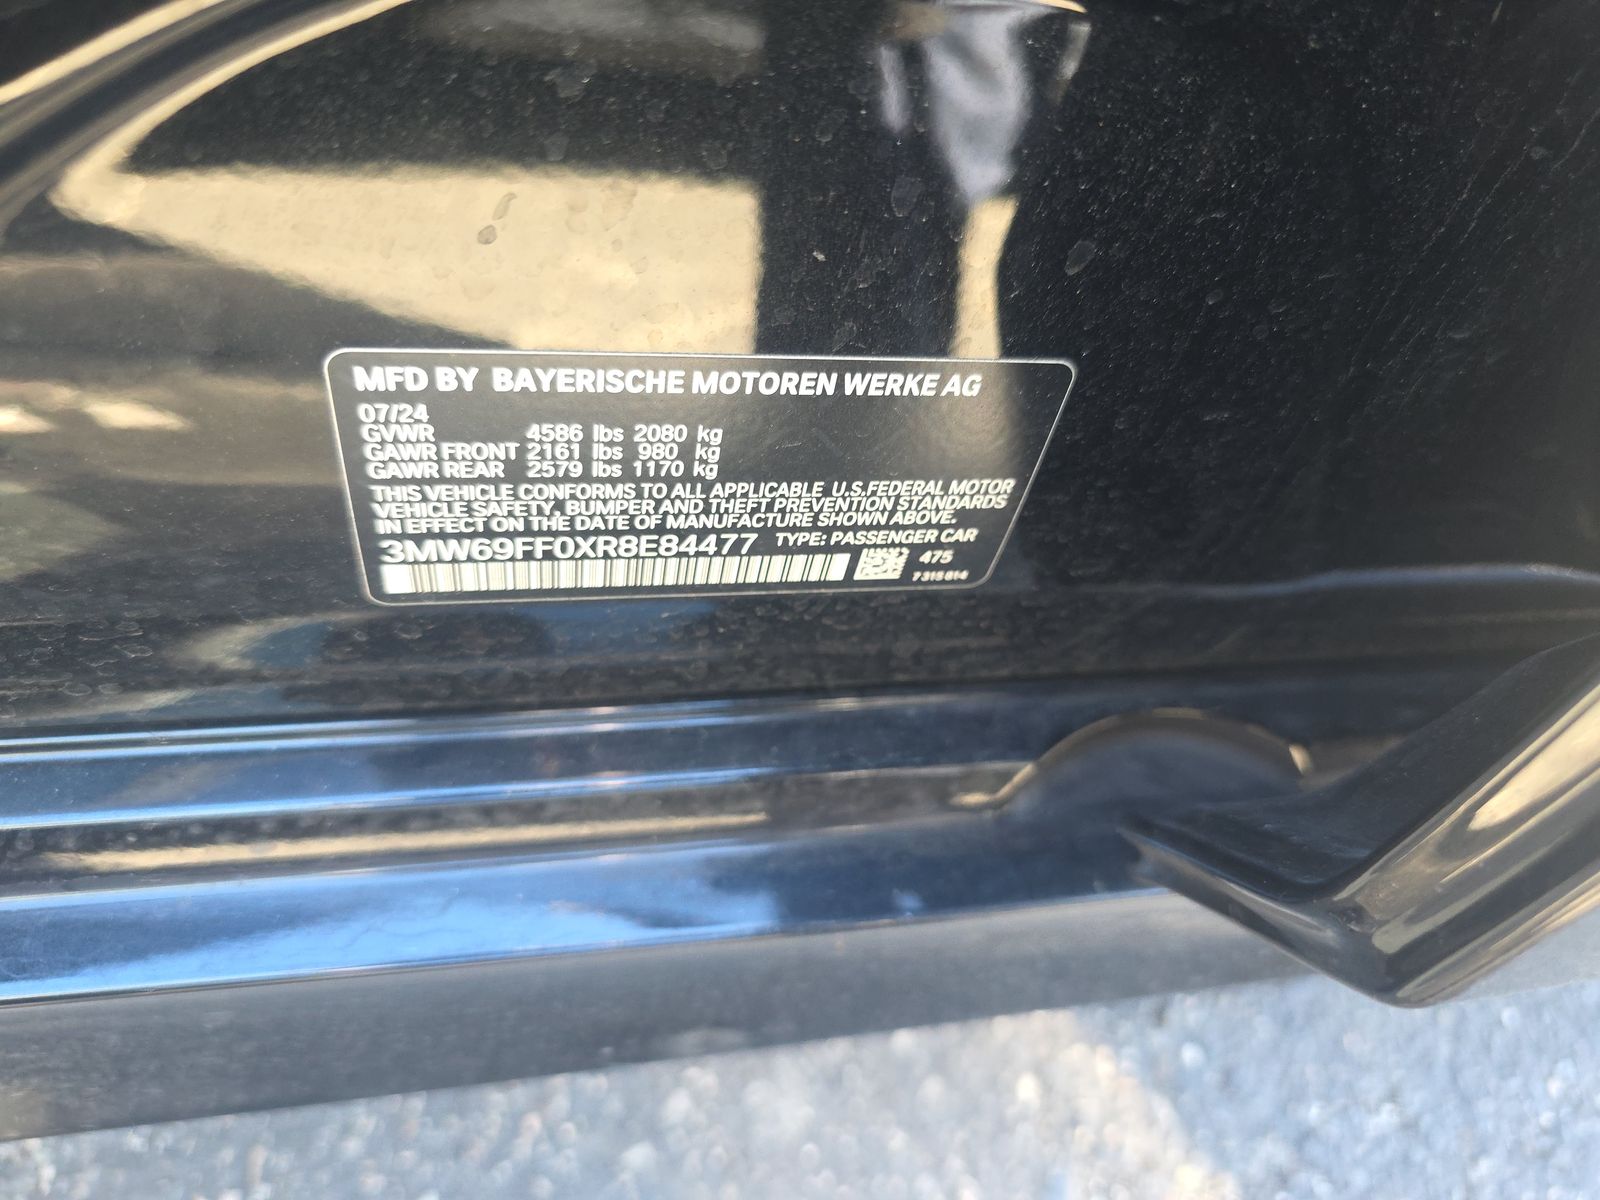 MFD BY BAYERISCHE MOTOREN WERKE AG
07/24
GVWR 4586 lbs 2080 kg
GAWR FRONT 2161 lbs 980 kg
GAWR REAR 2579 lbs 1170 kg
THIS VEHICLE CONFORMS TO ALL APPLICABLE U.S.FEDERAL MOTOR
VEHICLE SAFETY, BUMPER AND THEFT PREVENTION STANDARDS
IN EFFECT ON THE DATE OF MANUFACTURE SHOWN ABOVE.
3MW69FF0XR8E84477 TYPE: PASSENGER CAR
475
7315814